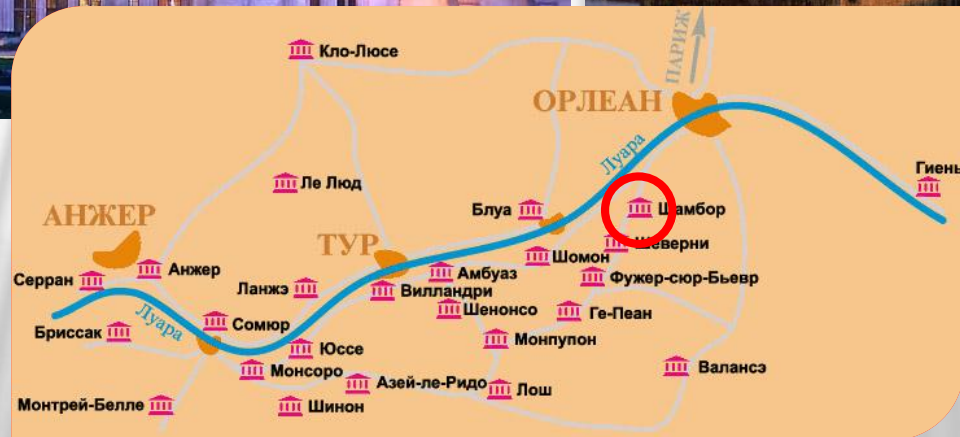 Кло-Люсе
ПАРИЖ
ОРЛЕАН
Луара
Гиень
Ле Люд
Блуа
Шамбор
АНЖЕР
ТУР
Шеверни
Шомон
Серран
Анжер
Амбуаз
Фужер-сюр-Бьевр
Ланжэ
Вилландри
Шенонсо
Ге-Пеан
Луара
Сомюр
Бриссак
Юссе
Монпупон
Монсоро
Валансэ
Азей-ле-Ридо
Лош
Монтрей-Белле
Шинон